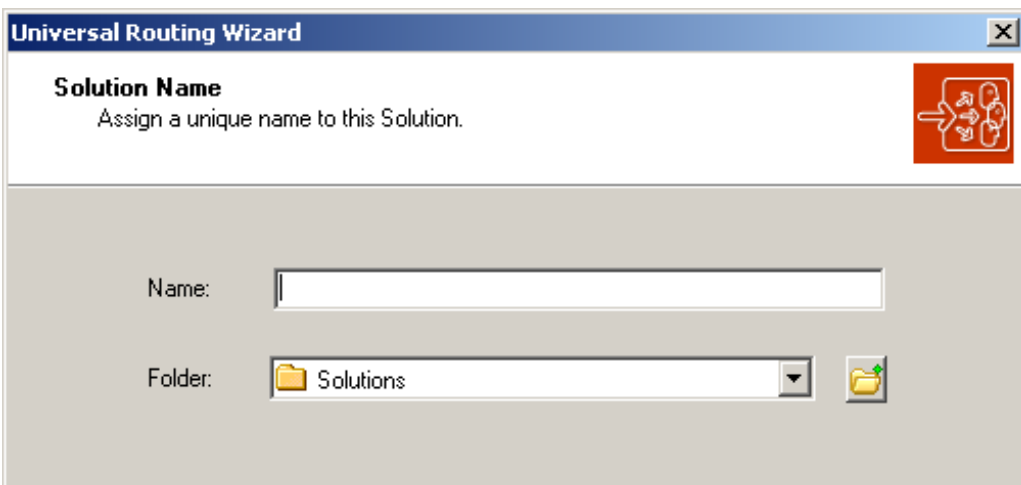 Universal Routing Wizard
Solution Name
Assign a unique name to this Solution.
Name:
Folder: Solutions